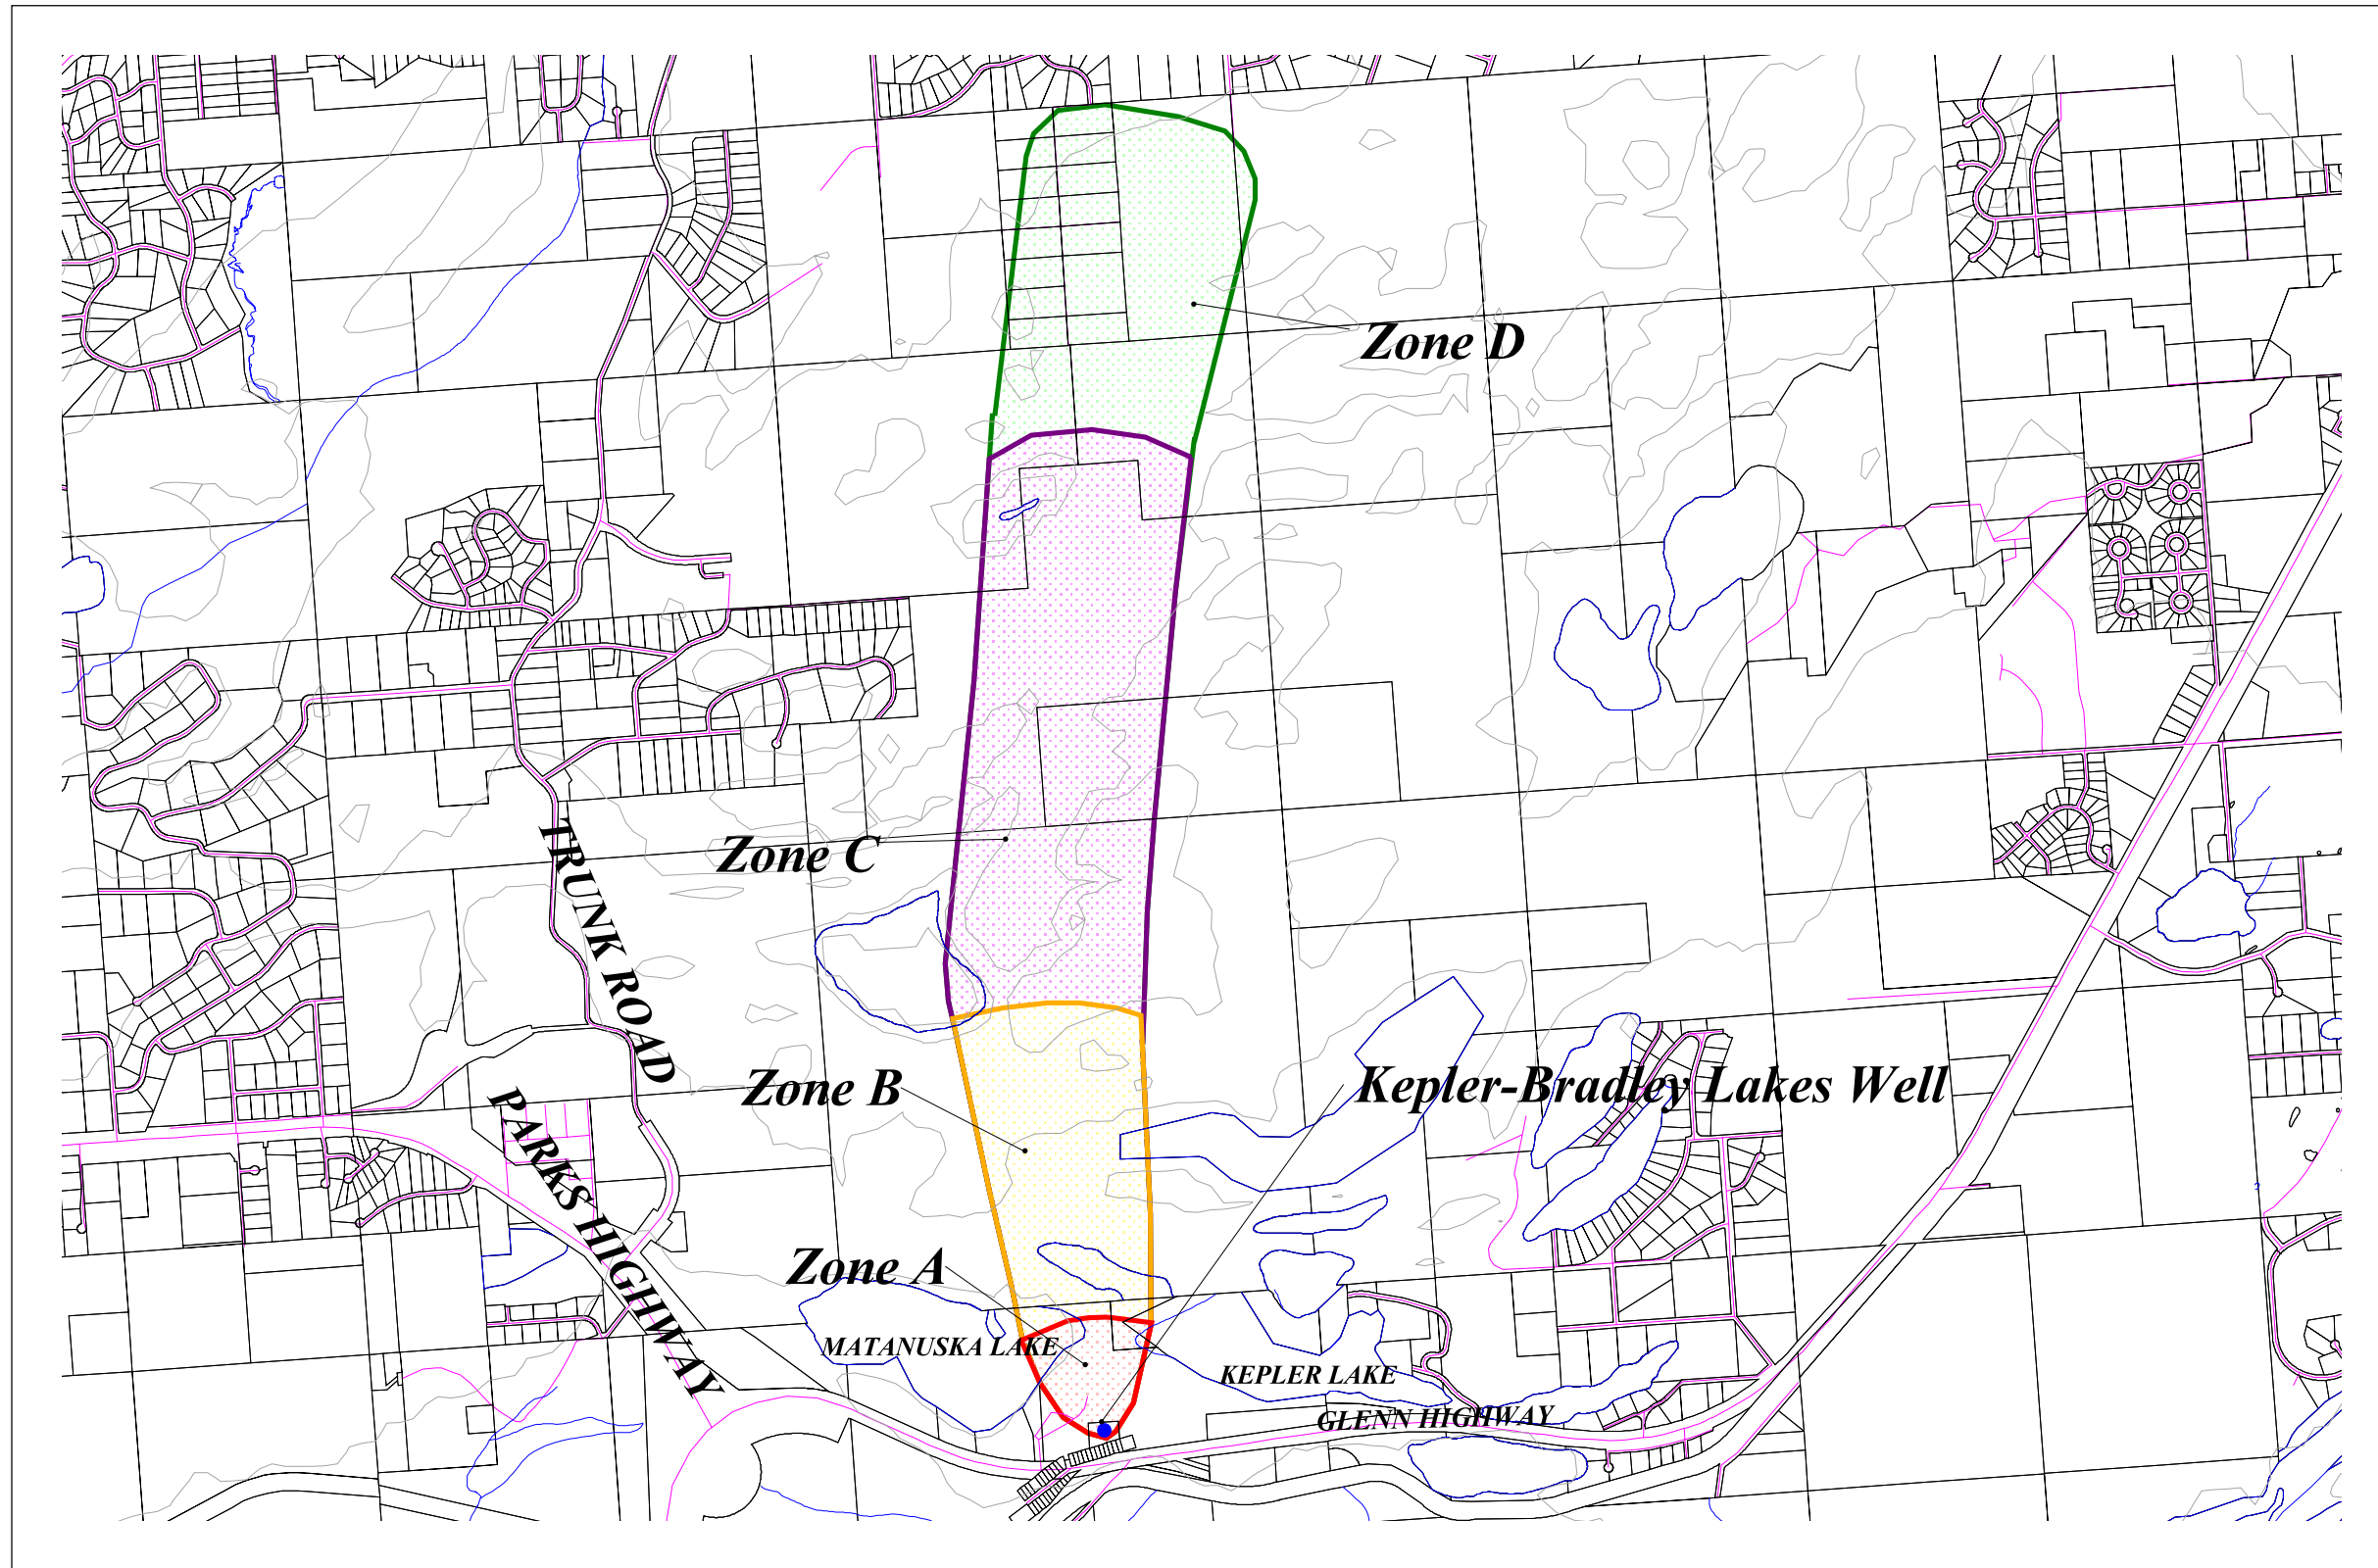 Zone D
Zone C
TRUNK ROAD
Zone B
Kepler-Bradley Lakes Well
PARKS HIGHWAY
Zone A
MATANUSKA LAKE
KEPLER LAKE
GLENN HIGHWAY